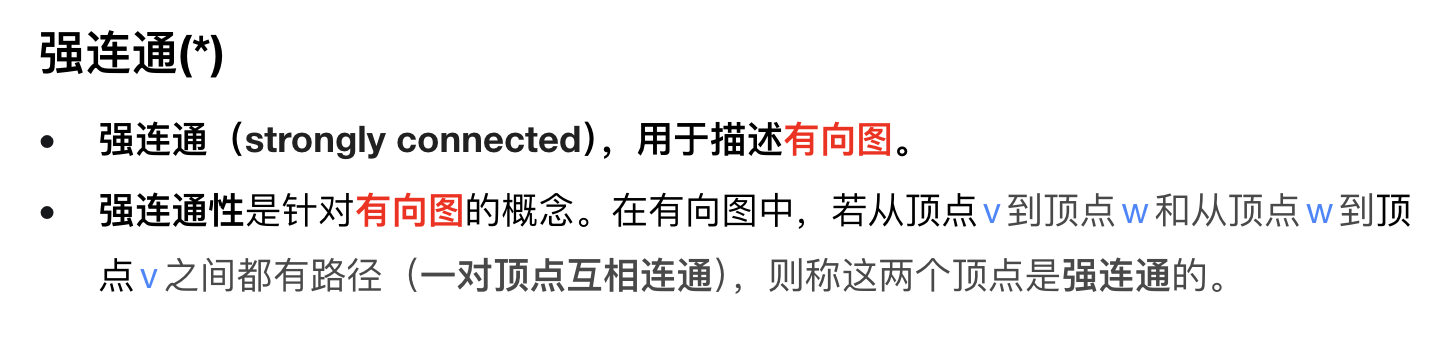 强连通(*)
• 强连通（strongly connected），用于描述有向图。
• 强连通性是针对有向图的概念。在有向图中，若从顶点 v 到顶点 w 和从顶点 w 到顶
点 v 之间都有路径（一对顶点互相连通），则称这两个顶点是强连通的。